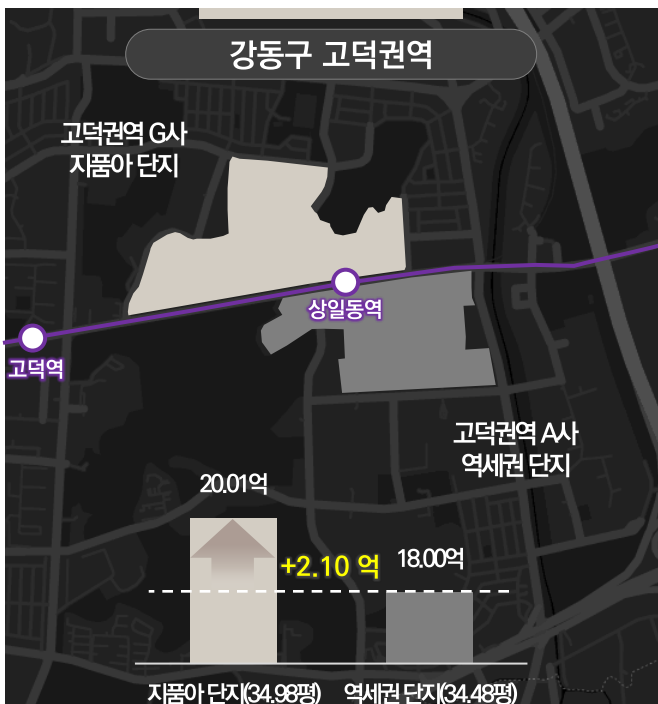 강동구 고덕권역
고덕권역 G사
지품아 단지
상일동역
고덕역
고덕권역 A사
역세권 단지
20.01억
+2.10 억
18.00억
지품아 단지(34.98평)
역세권 단지(34.48평)